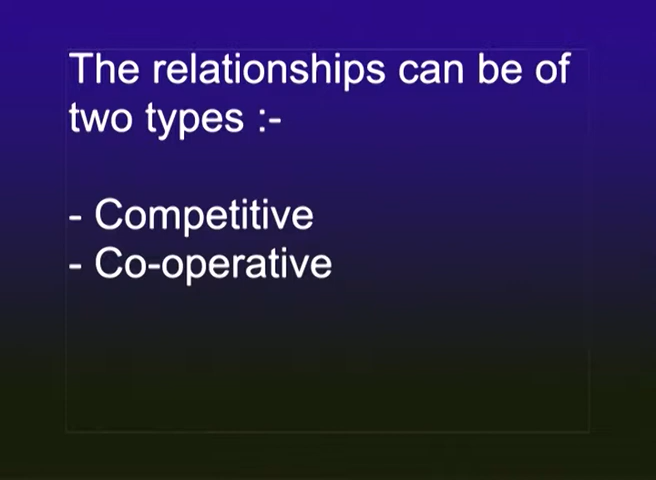 The relationships can be of
two types :-
- Competitive
- Co-operative